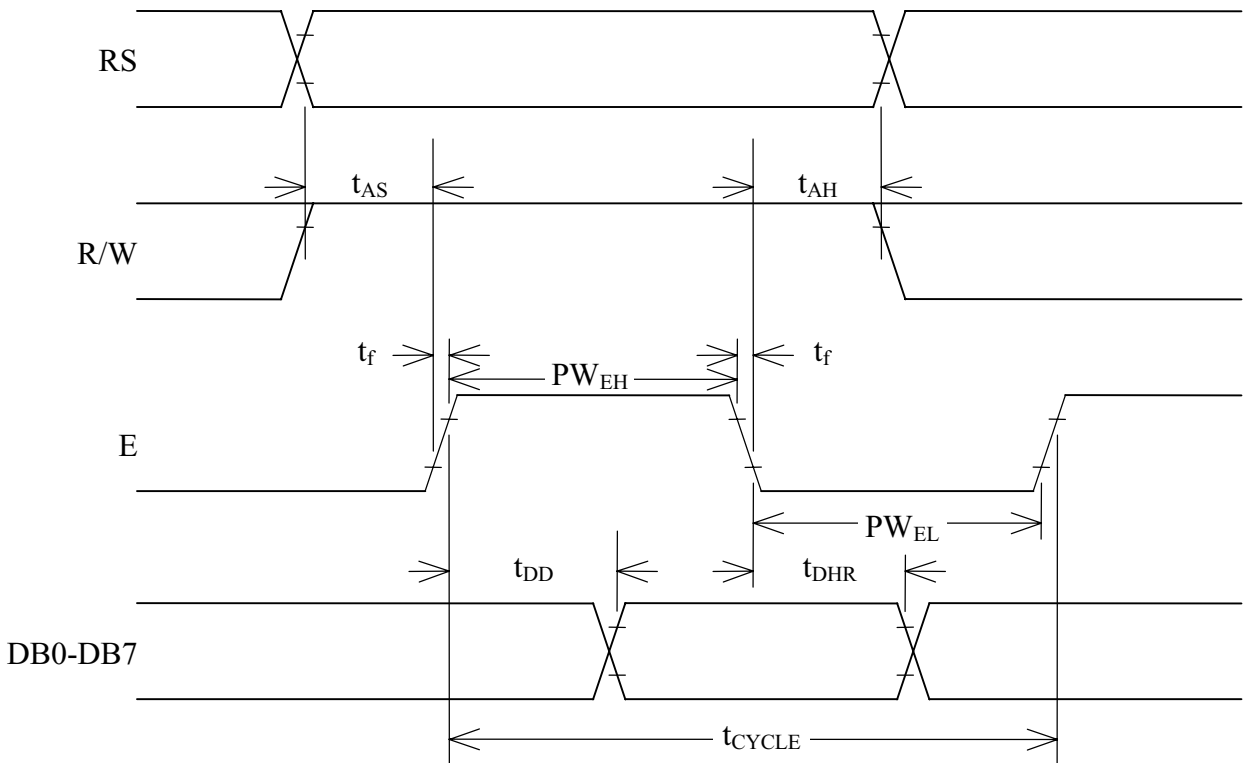 RS
t_AS
t_AH
R/W
t_f
PW_EH
t_f
E
PW_EL
t_DD
t_DHR
DB0-DB7
t_CYCLE